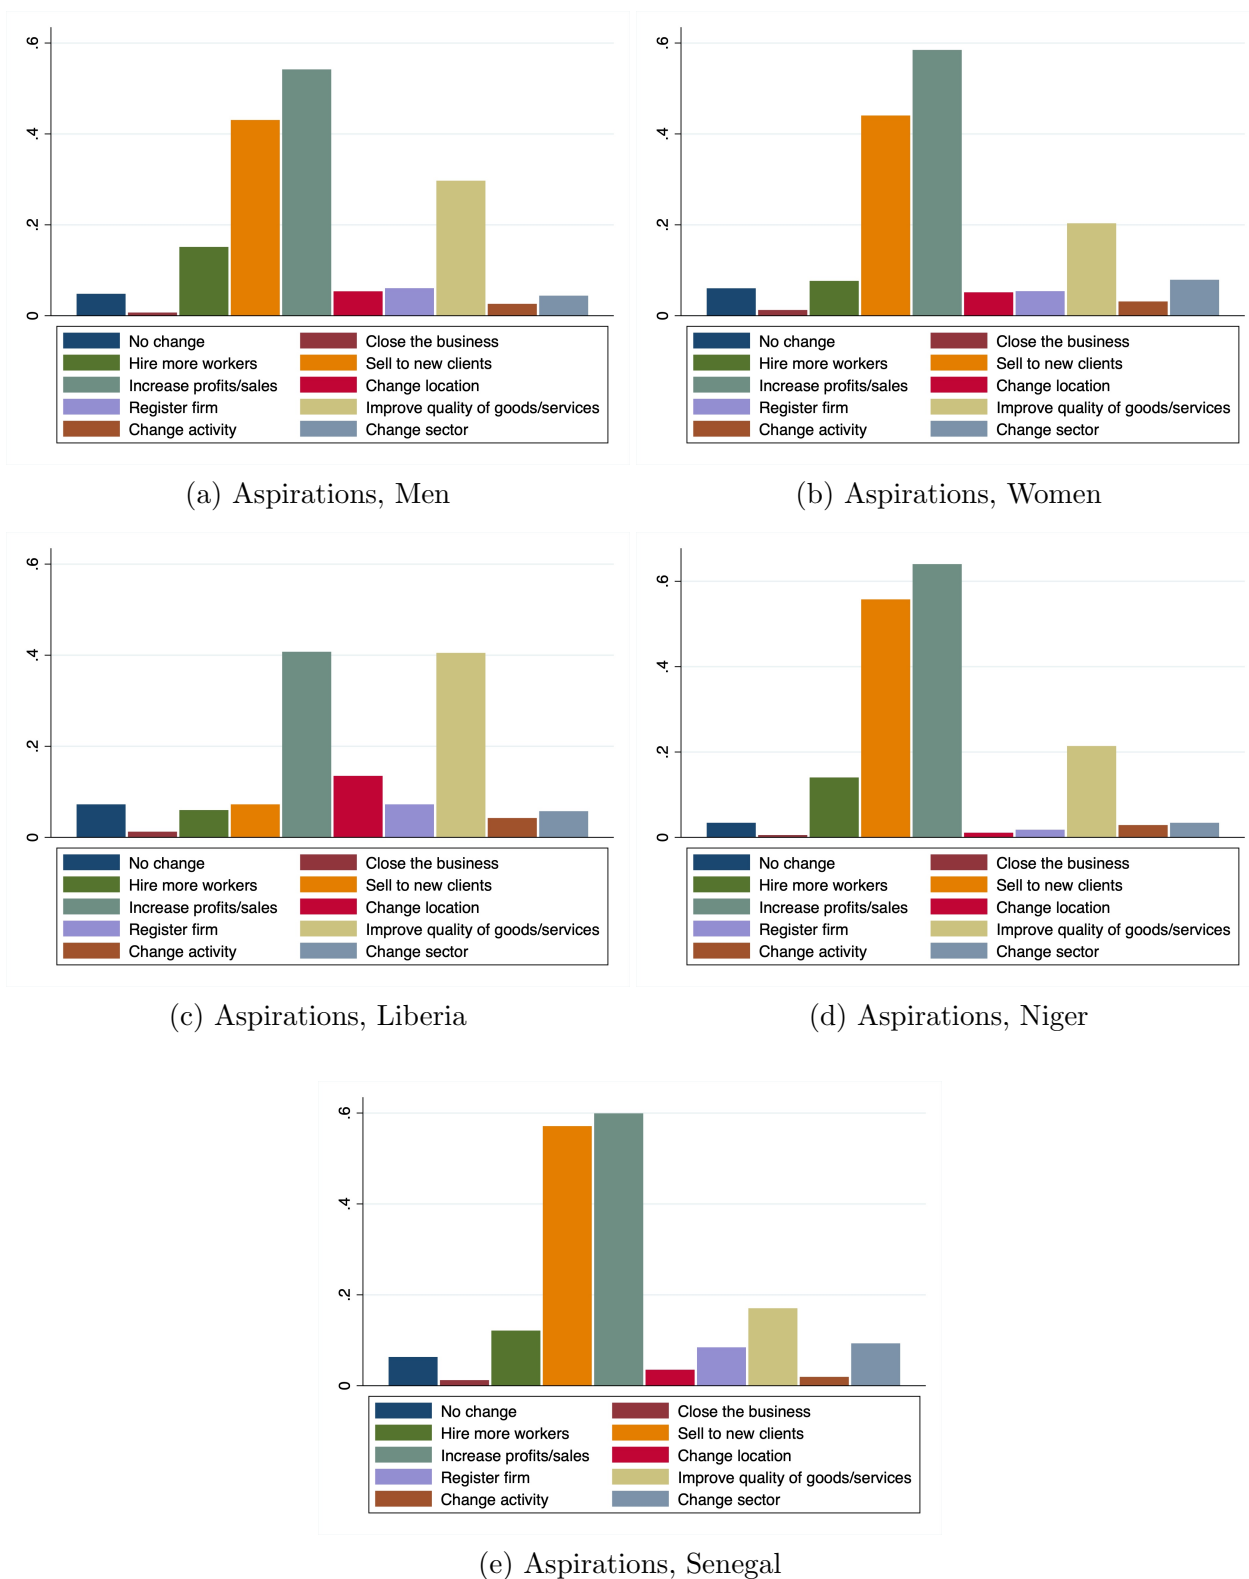 .6
.4
.2
0
No change Close the business
Hire more workers Sell to new clients
Increase profits/sales Change location
Register firm Improve quality of goods/services
Change activity Change sector
(a) Aspirations, Men
.6
.4
.2
0
No change Close the business
Hire more workers Sell to new clients
Increase profits/sales Change location
Register firm Improve quality of goods/services
Change activity Change sector
(b) Aspirations, Women
.6
.4
.2
0
No change Close the business
Hire more workers Sell to new clients
Increase profits/sales Change location
Register firm Improve quality of goods/services
Change activity Change sector
(c) Aspirations, Liberia
.6
.4
.2
0
No change Close the business
Hire more workers Sell to new clients
Increase profits/sales Change location
Register firm Improve quality of goods/services
Change activity Change sector
(d) Aspirations, Niger
.6
.4
.2
0
No change Close the business
Hire more workers Sell to new clients
Increase profits/sales Change location
Register firm Improve quality of goods/services
Change activity Change sector
(e) Aspirations, Senegal